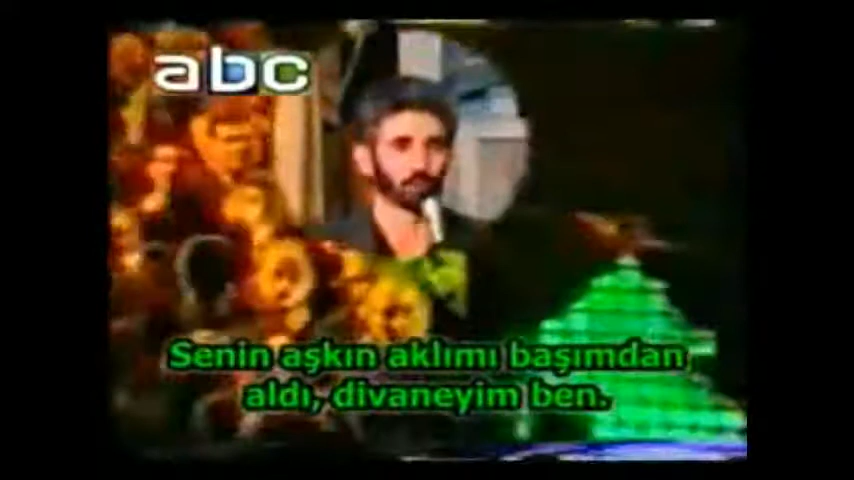 abc
Senin aşkın aklımı başımdan
aldı, divaneyim ben.